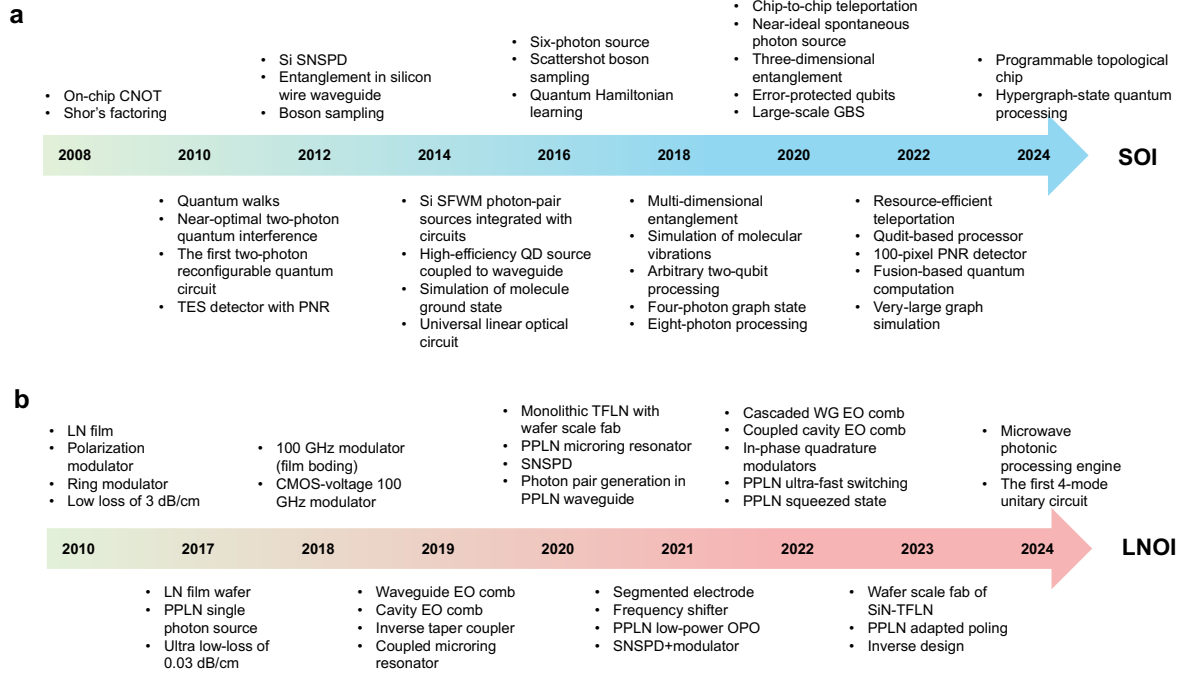 a
• Chip-to-chip teleportation
• Near-ideal spontaneous
photon source
• Three-dimensional
entanglement
• Error-protected qubits
• Large-scale GBS
• Six-photon source
• Scattershot boson
sampling
• Quantum Hamiltonian
learning
• Si SNSPD
• Entanglement in silicon
wire waveguide
• Boson sampling
• Programmable topological
chip
• Hypergraph-state quantum
processing
• On-chip CNOT
• Shor's factoring
2008 2010 2012 2014 2016 2018 2020 2022 2024 SOI
• Quantum walks
• Near-optimal two-photon
quantum interference
• The first two-photon
reconfigurable quantum
circuit
• TES detector with PNR
• Si SFWM photon-pair
sources integrated with
circuits
• High-efficiency QD source
coupled to waveguide
• Simulation of molecule
ground state
• Universal linear optical
circuit
• Multi-dimensional
entanglement
• Simulation of molecular
vibrations
• Arbitrary two-qubit
processing
• Four-photon graph state
• Eight-photon processing
• Resource-efficient
teleportation
• Qudit-based processor
• 100-pixel PNR detector
• Fusion-based quantum
computation
• Very-large graph
simulation
b
• LN film
• Polarization
modulator
• Ring modulator
• Low loss of 3 dB/cm
• 100 GHz modulator
(film boding)
• CMOS-voltage 100
GHz modulator
• Monolithic TFLN with
wafer scale fab
• PPLN microring resonator
• SNSPD
• Photon pair generation in
PPLN waveguide
• Cascaded WG EO comb
• Coupled cavity EO comb
• In-phase quadrature
modulators
• PPLN ultra-fast switching
• PPLN squeezed state
• Microwave
photonic
processing engine
• The first 4-mode
unitary circuit
2010 2017 2018 2019 2020 2021 2022 2023 2024 LNOI
• LN film wafer
• PPLN single
photon source
• Ultra low-loss of
0.03 dB/cm
• Waveguide EO comb
• Cavity EO comb
• Inverse taper coupler
• Coupled microring
resonator
• Segmented electrode
• Frequency shifter
• PPLN low-power OPO
• SNSPD+modulator
• Wafer scale fab of
SiN-TFLN
• PPLN adapted poling
• Inverse design